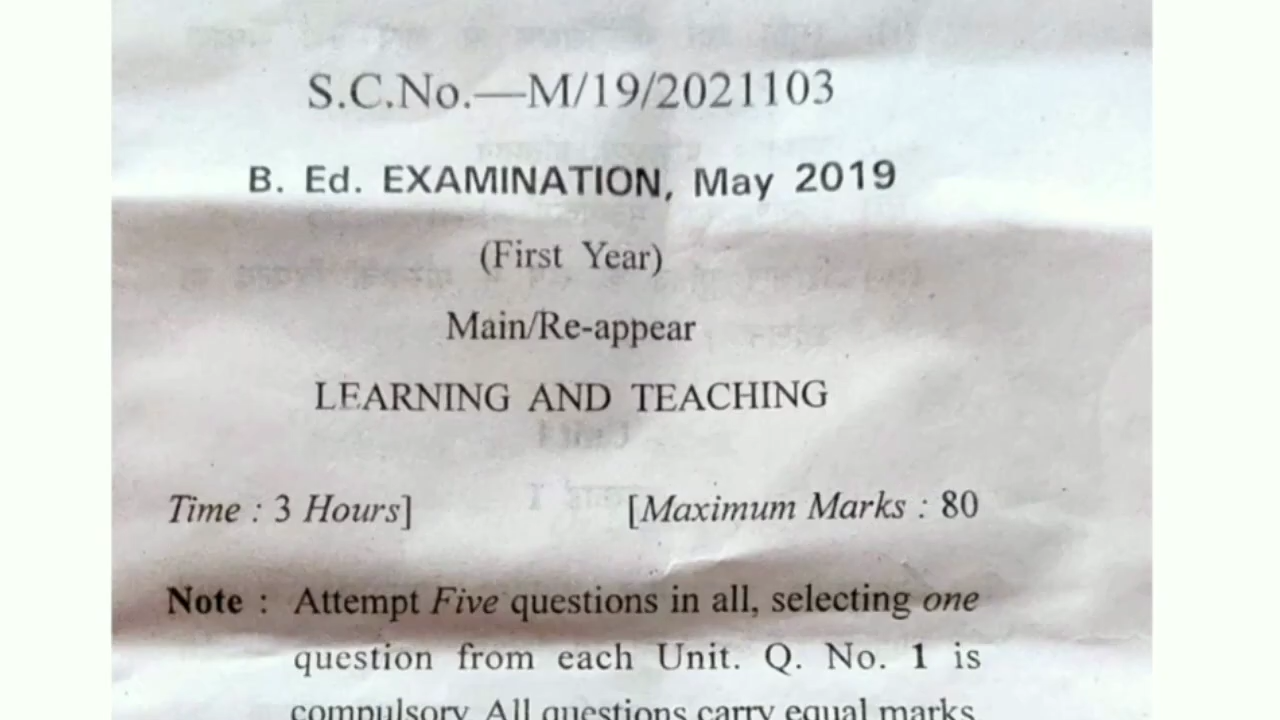 S.C.No.—M/19/2021103
B. Ed. EXAMINATION, May 2019
(First Year)
Main/Re-appear
LEARNING AND TEACHING
Time : 3 Hours] [Maximum Marks : 80
Note : Attempt Five questions in all, selecting one
question from each Unit. Q. No. 1 is
compulsory. All questions carry equal marks.